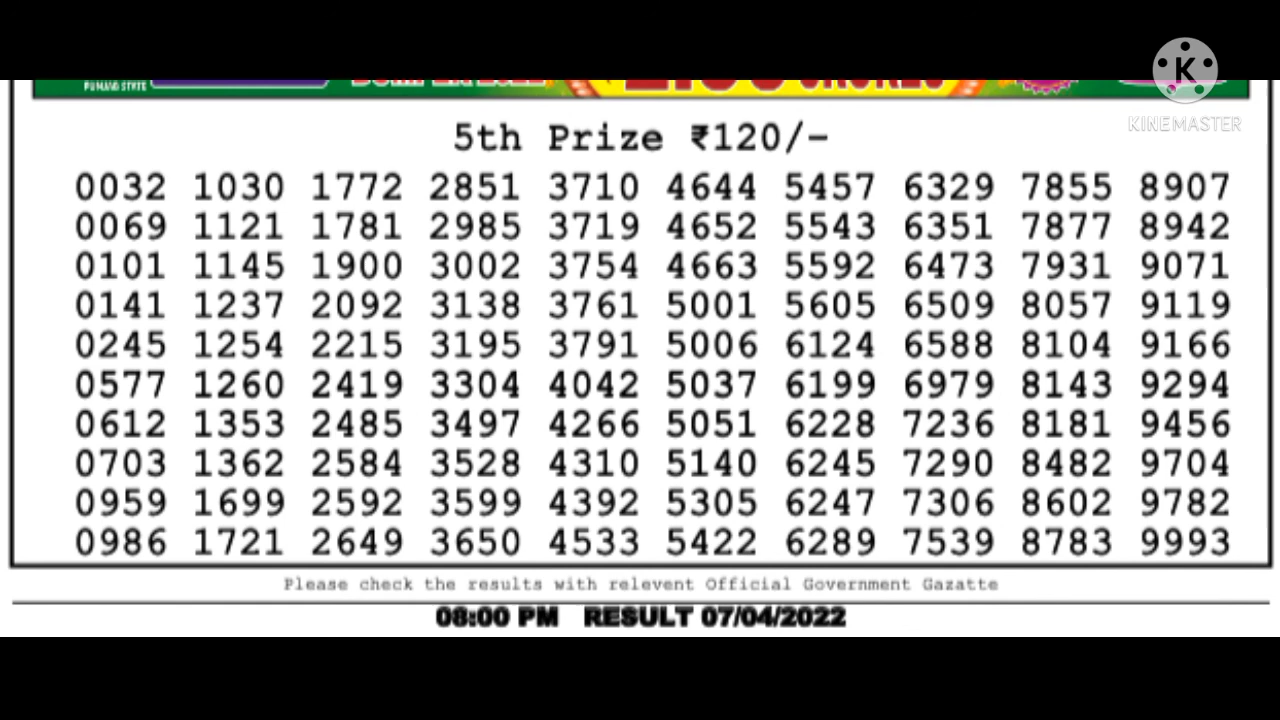 PUNJAB STATE
KINEMASTER
5th Prize ₹120/-
0032 1030 1772 2851 3710 4644 5457 6329 7855 8907
0069 1121 1781 2985 3719 4652 5543 6351 7877 8942
0101 1145 1900 3002 3754 4663 5592 6473 7931 9071
0141 1237 2092 3138 3761 5001 5605 6509 8057 9119
0245 1254 2215 3195 3791 5006 6124 6588 8104 9166
0577 1260 2419 3304 4042 5037 6199 6979 8143 9294
0612 1353 2485 3497 4266 5051 6228 7236 8181 9456
0703 1362 2584 3528 4310 5140 6245 7290 8482 9704
0959 1699 2592 3599 4392 5305 6247 7306 8602 9782
0986 1721 2649 3650 4533 5422 6289 7539 8783 9993
Please check the results with relevent Official Government Gazatte
08:00 PM RESULT 07/04/2022